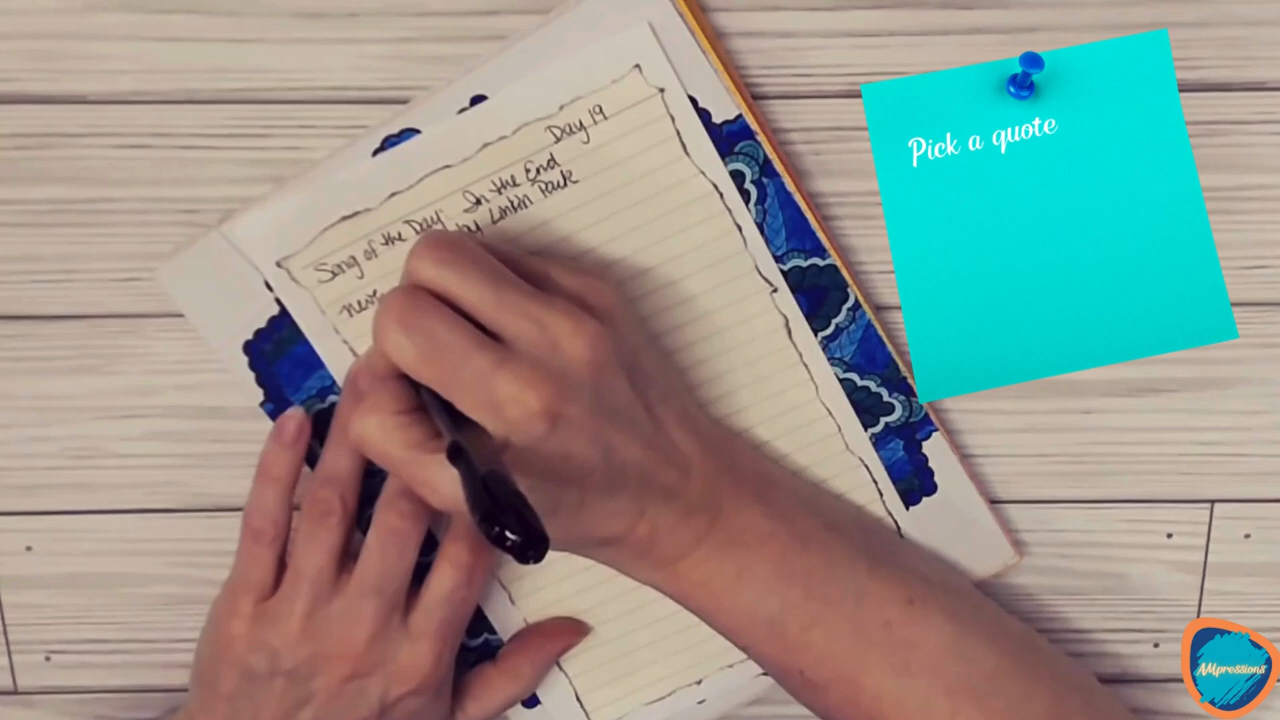 Day 19
Song of the Day: In the End
by Linkin Park
Pick a quote
AMpressions